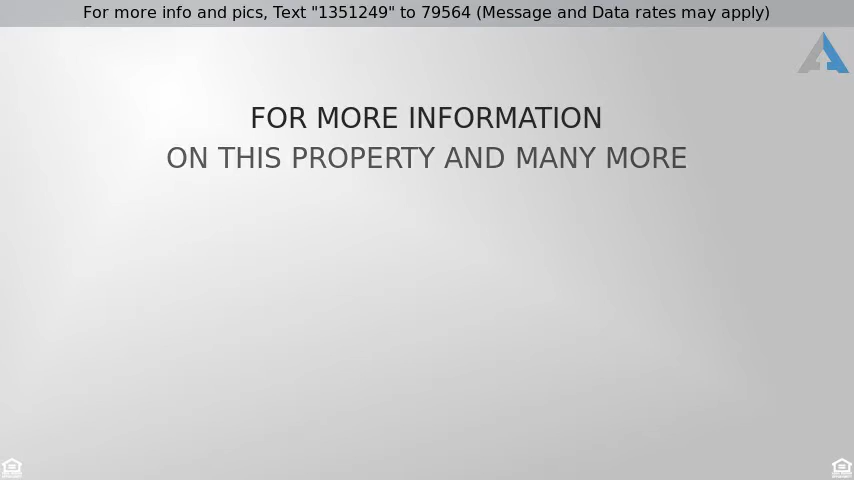 For more info and pics, Text "1351249" to 79564 (Message and Data rates may apply)
FOR MORE INFORMATION
ON THIS PROPERTY AND MANY MORE